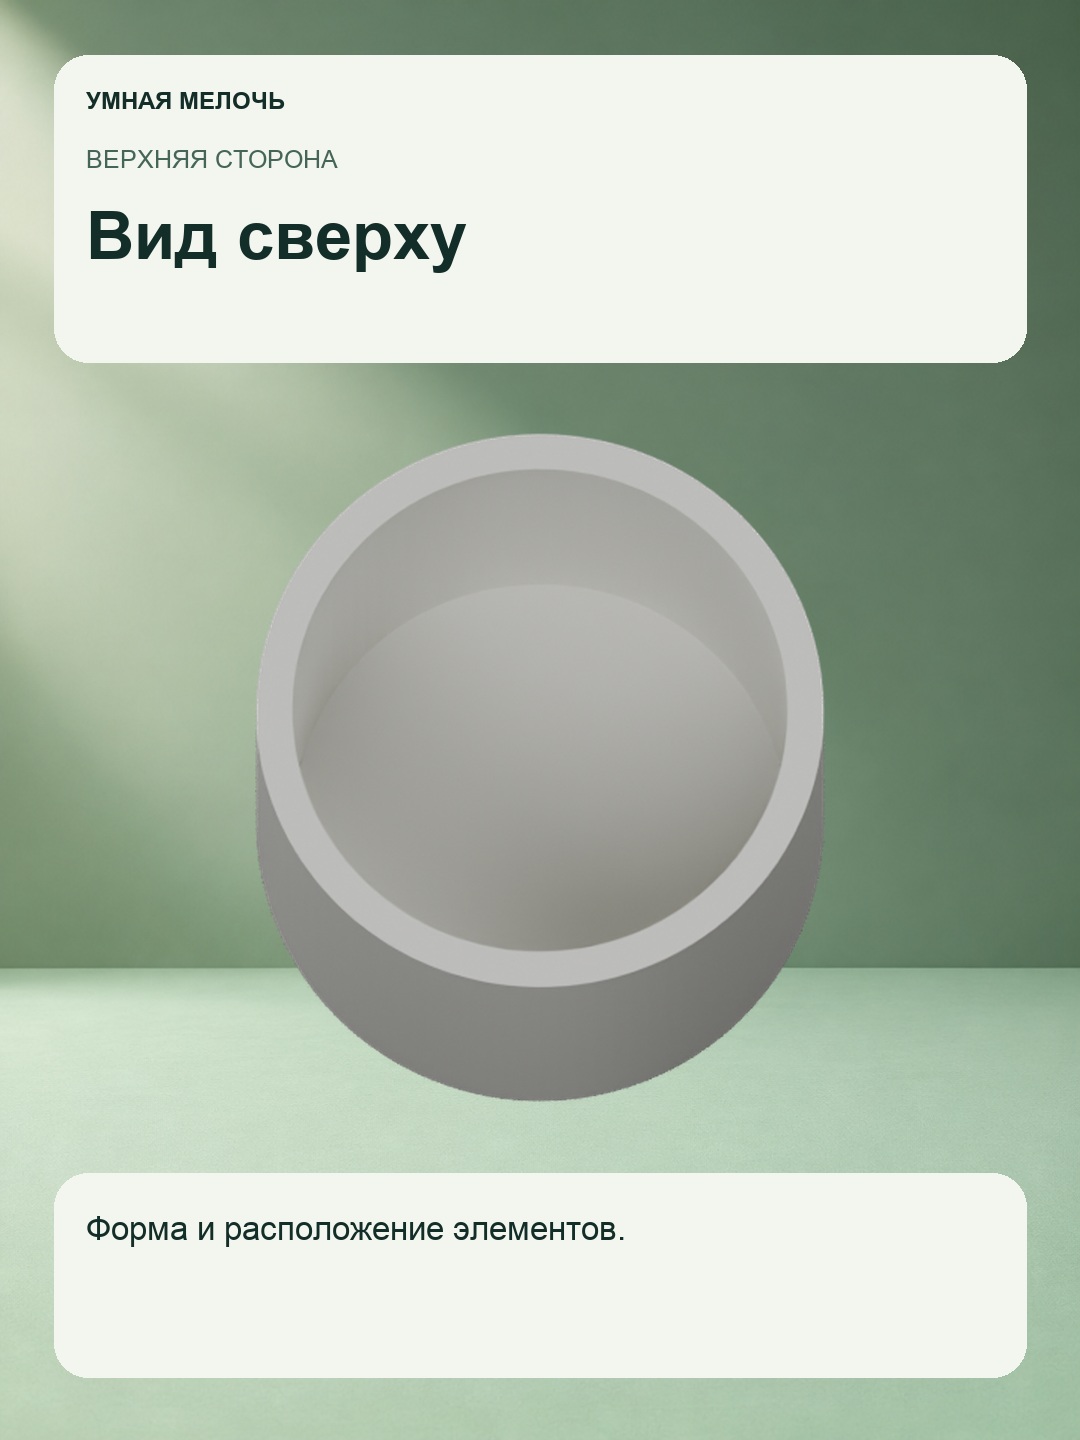 УМНАЯ МЕЛОЧЬ
ВЕРХНЯЯ СТОРОНА
Вид сверху
Форма и расположение элементов.